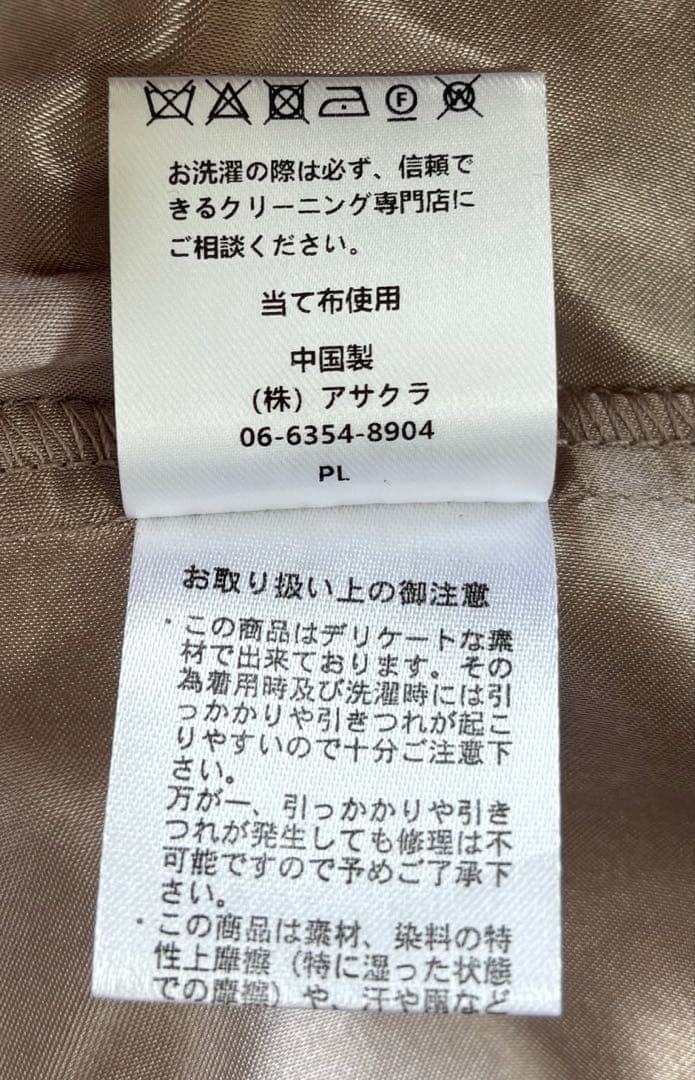 F
W
お洗濯の際は必ず、信頼で
きるクリーニング専門店に
ご相談ください。
当て布使用
中国製
(株) アサクラ
06-6354-8904
PL
お取り扱い上の御注意
・この商品はデリケートな素
材で出来ております。その
為着用時及び洗濯時には引
っかかりや引きつれが起こ
りやすいので十分ご注意下
さい。
万が一、引っかかりや引き
つれが発生しても修理は不
可能ですので予めご了承下
さい。
・この商品は素材、染料の特
性上摩擦（特に湿った状態
での摩擦）や、汗や雨など